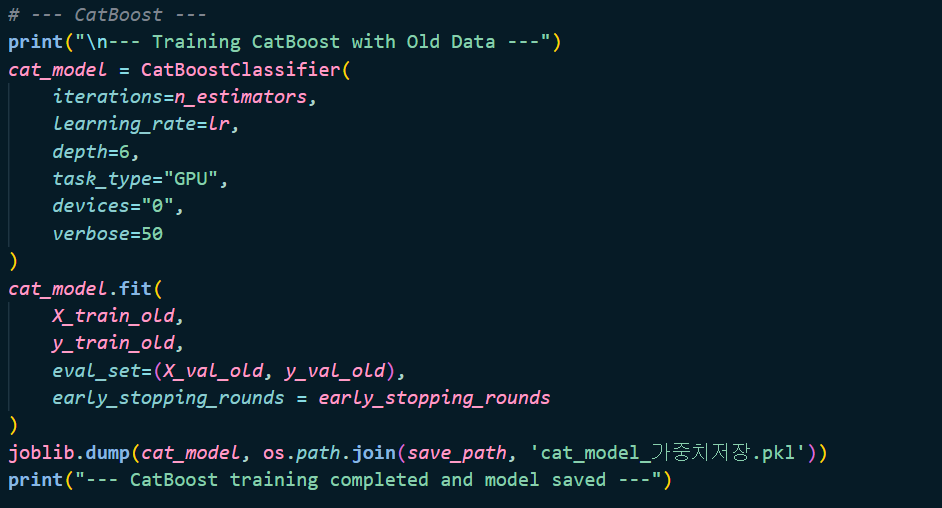 # --- CatBoost ---
print("\n--- Training CatBoost with Old Data ---")
cat_model = CatBoostClassifier(
    iterations=n_estimators,
    learning_rate=lr,
    depth=6,
    task_type="GPU",
    devices="0",
    verbose=50
)
cat_model.fit(
    X_train_old,
    y_train_old,
    eval_set=(X_val_old, y_val_old),
    early_stopping_rounds = early_stopping_rounds
)
joblib.dump(cat_model, os.path.join(save_path, 'cat_model_가중치저장.pkl'))
print("--- CatBoost training completed and model saved ---")